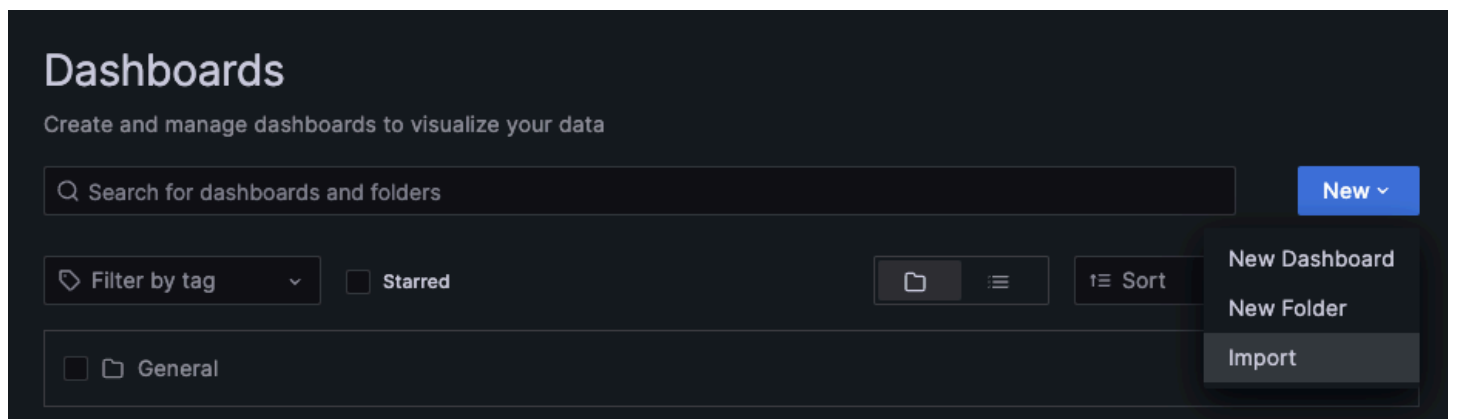 Dashboards
Create and manage dashboards to visualize your data
Search for dashboards and folders
New
Filter by tag
Starred
Sort
New Dashboard
New Folder
Import
General